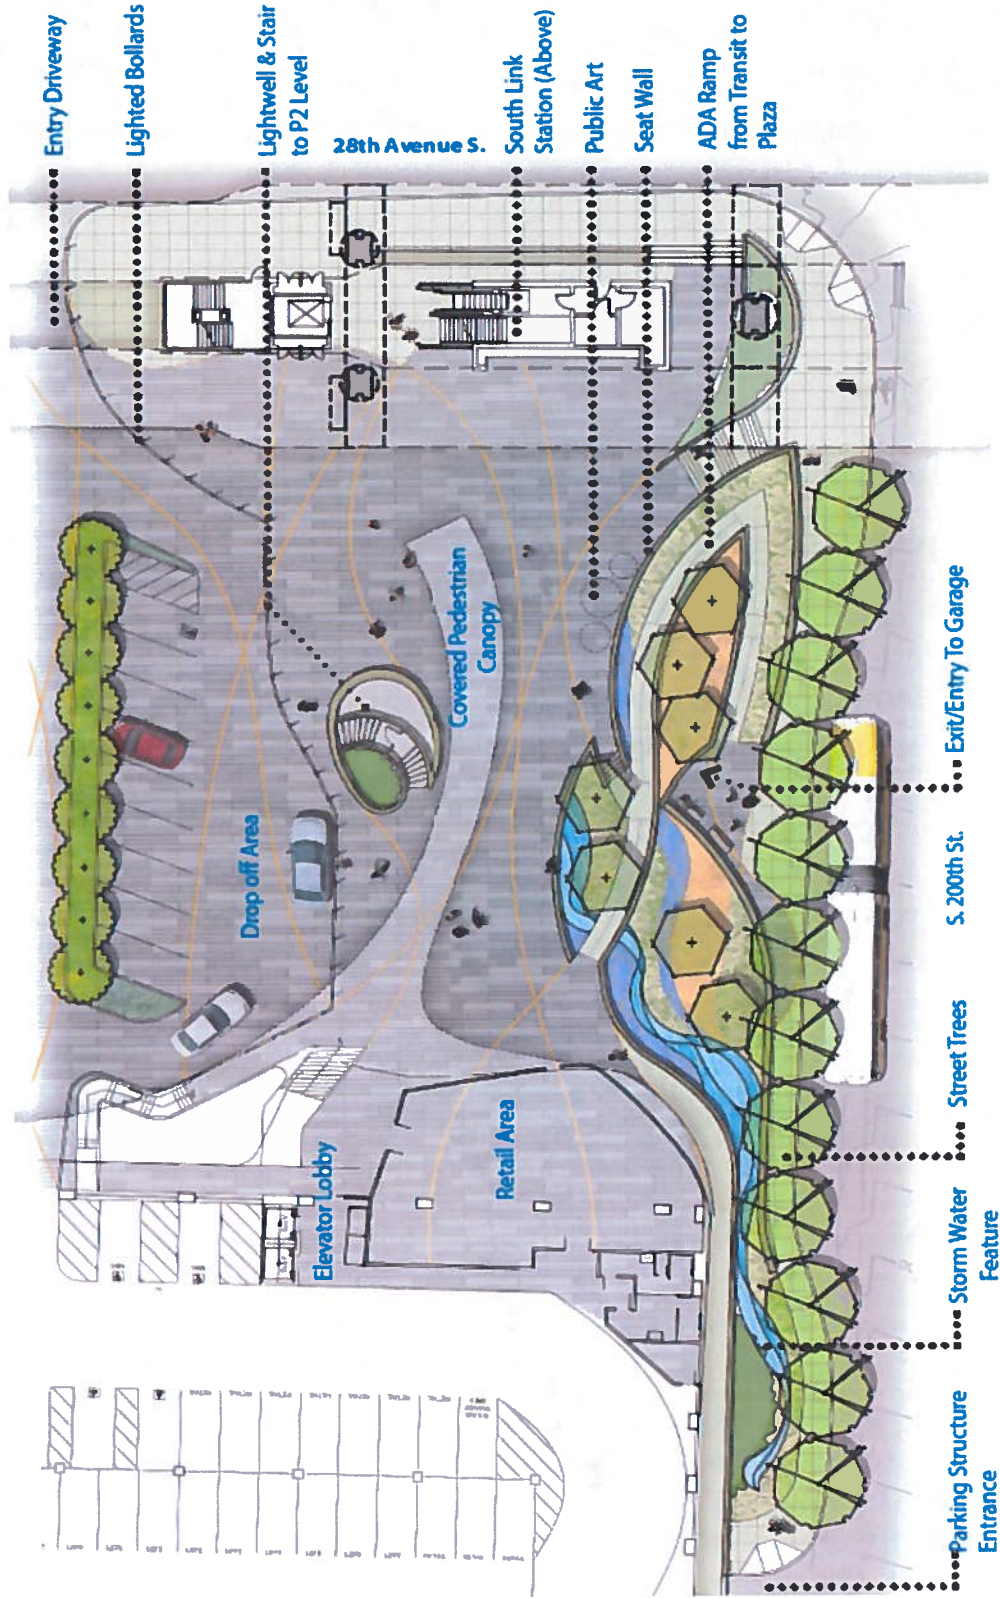 Entry Driveway
Lighted Bollards
Lightwell & Stair
to P2 Level
28th Avenue S.
South Link
Station (Above)
Public Art
Seat Wall
ADA Ramp
from Transit to
Plaza
Drop off Area
Covered Pedestrian
Canopy
Elevator Lobby
Retail Area
Parking Structure
Entrance
Storm Water
Feature
Street Trees
S. 200th St.
Exit/Entry To Garage